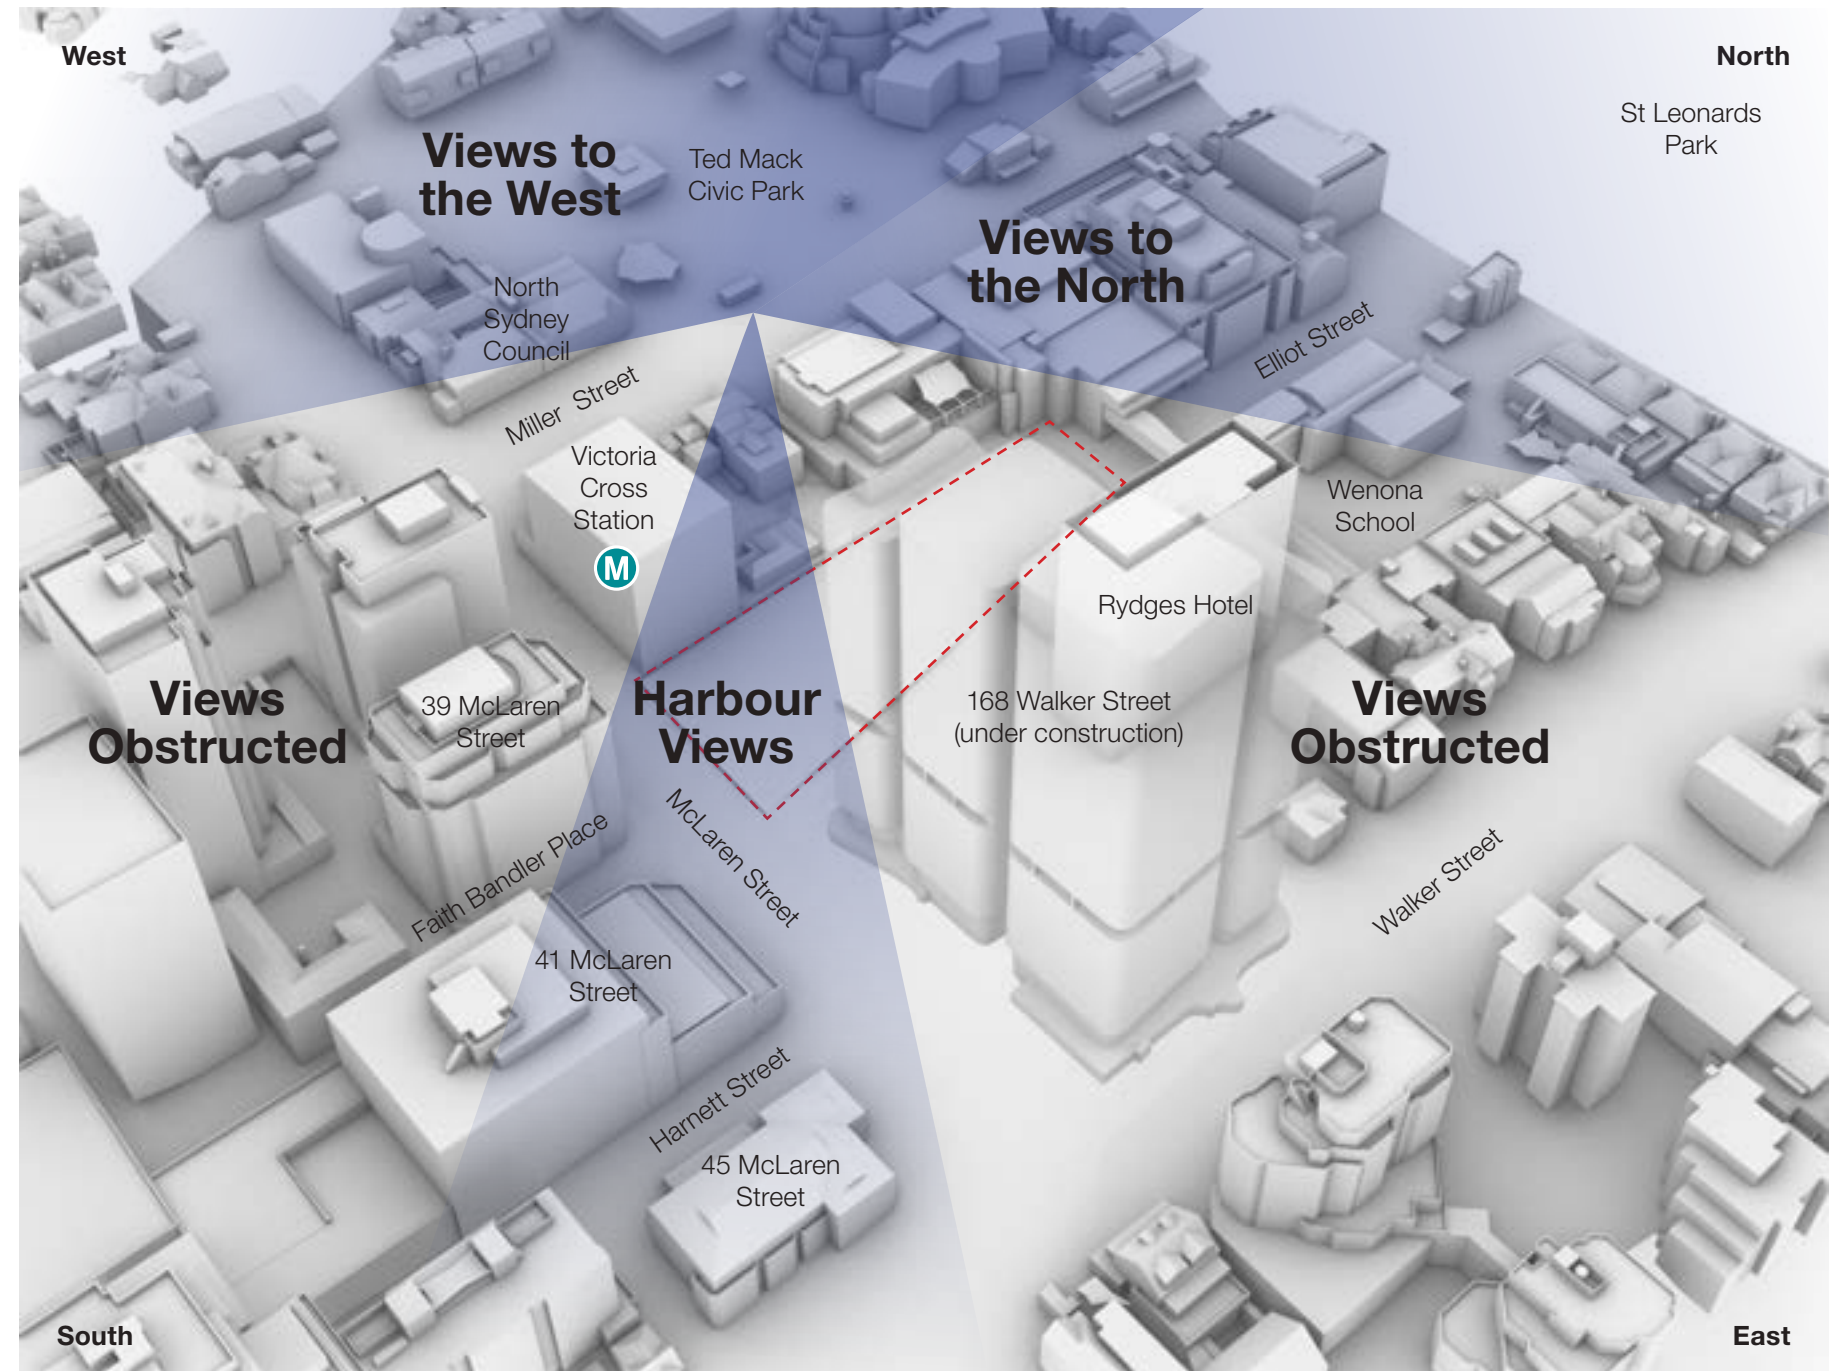 West
North
St Leonards
Park
Views to
the West
Ted Mack
Civic Park
Views to
the North
North
Sydney
Council
Elliot Street
Miller Street
Victoria
Cross
Station
M
Wenona
School
Rydges Hotel
Views
Obstructed
39 McLaren
Street
Harbour
Views
168 Walker Street
(under construction)
Views
Obstructed
McLaren Street
Faith Bandler Place
Walker Street
41 McLaren
Street
Harnett Street
45 McLaren
Street
South
East